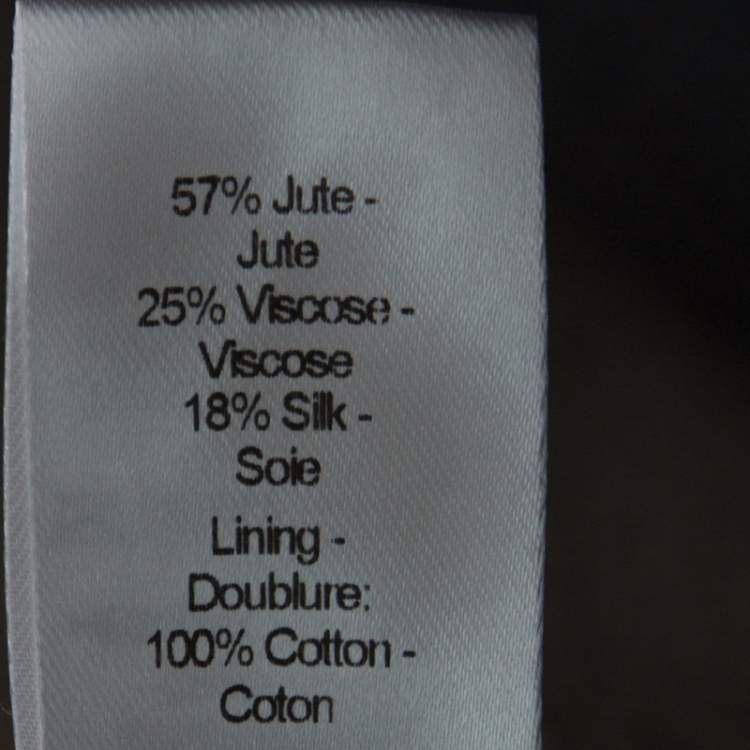 57% Jute -
Jute
25% Viscose -
Viscose
18% Silk -
Soie
Lining -
Doublure:
100% Cotton -
Coton